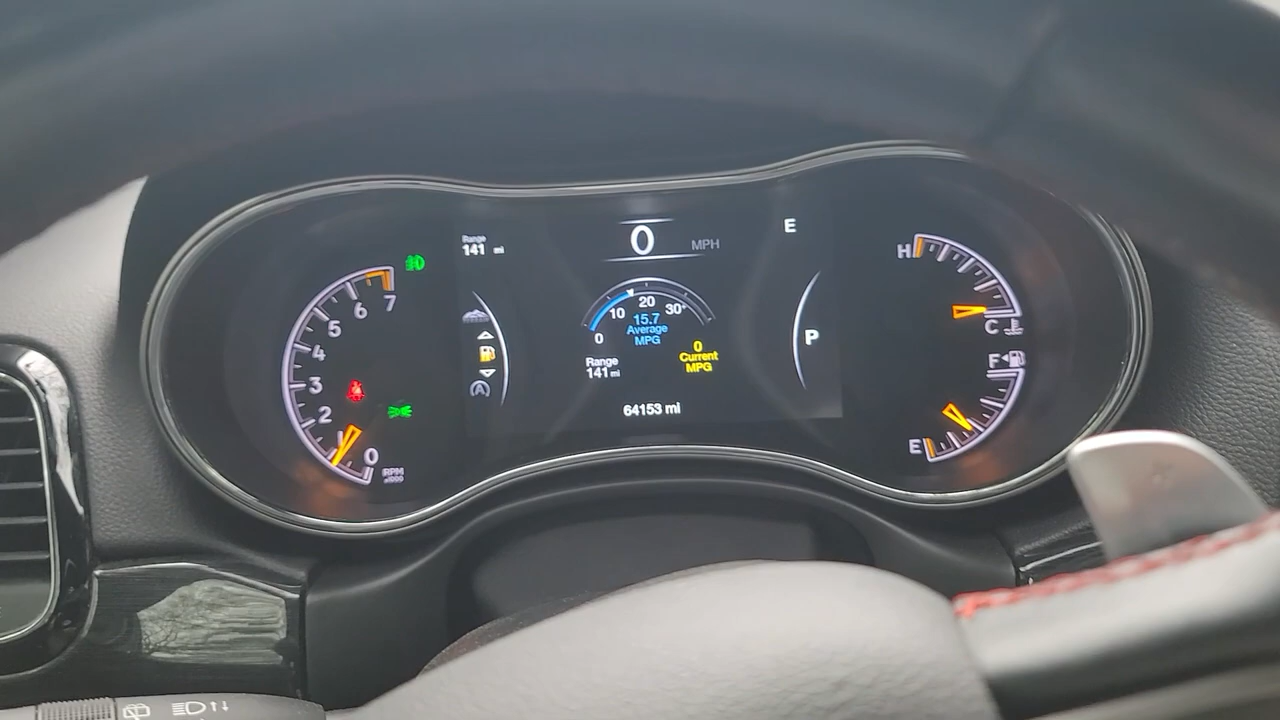 Range
141 mi
0 MPH
E
P
10
20
30+
0
15.7
Average
MPG
Range
141 mi
0
Current
MPG
64153 mi
7
6
5
4
3
2
1
0
RPM
x1000
H
C
F
E